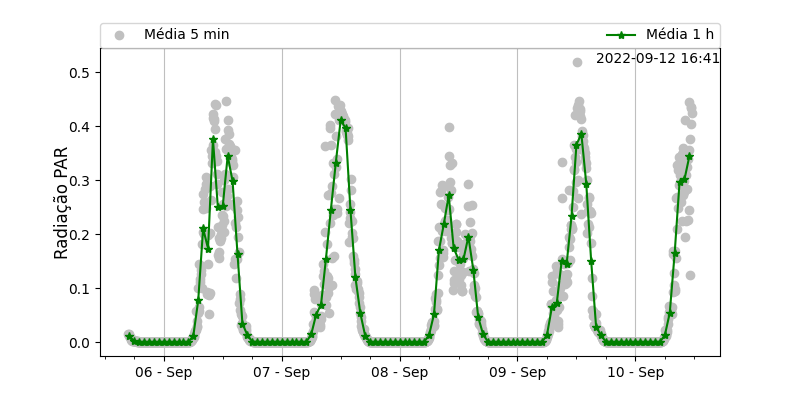 Média 5 min
Média 1 h
2022-09-12 16:41
Radiação PAR
0.5
0.4
0.3
0.2
0.1
0.0
06 - Sep
07 - Sep
08 - Sep
09 - Sep
10 - Sep